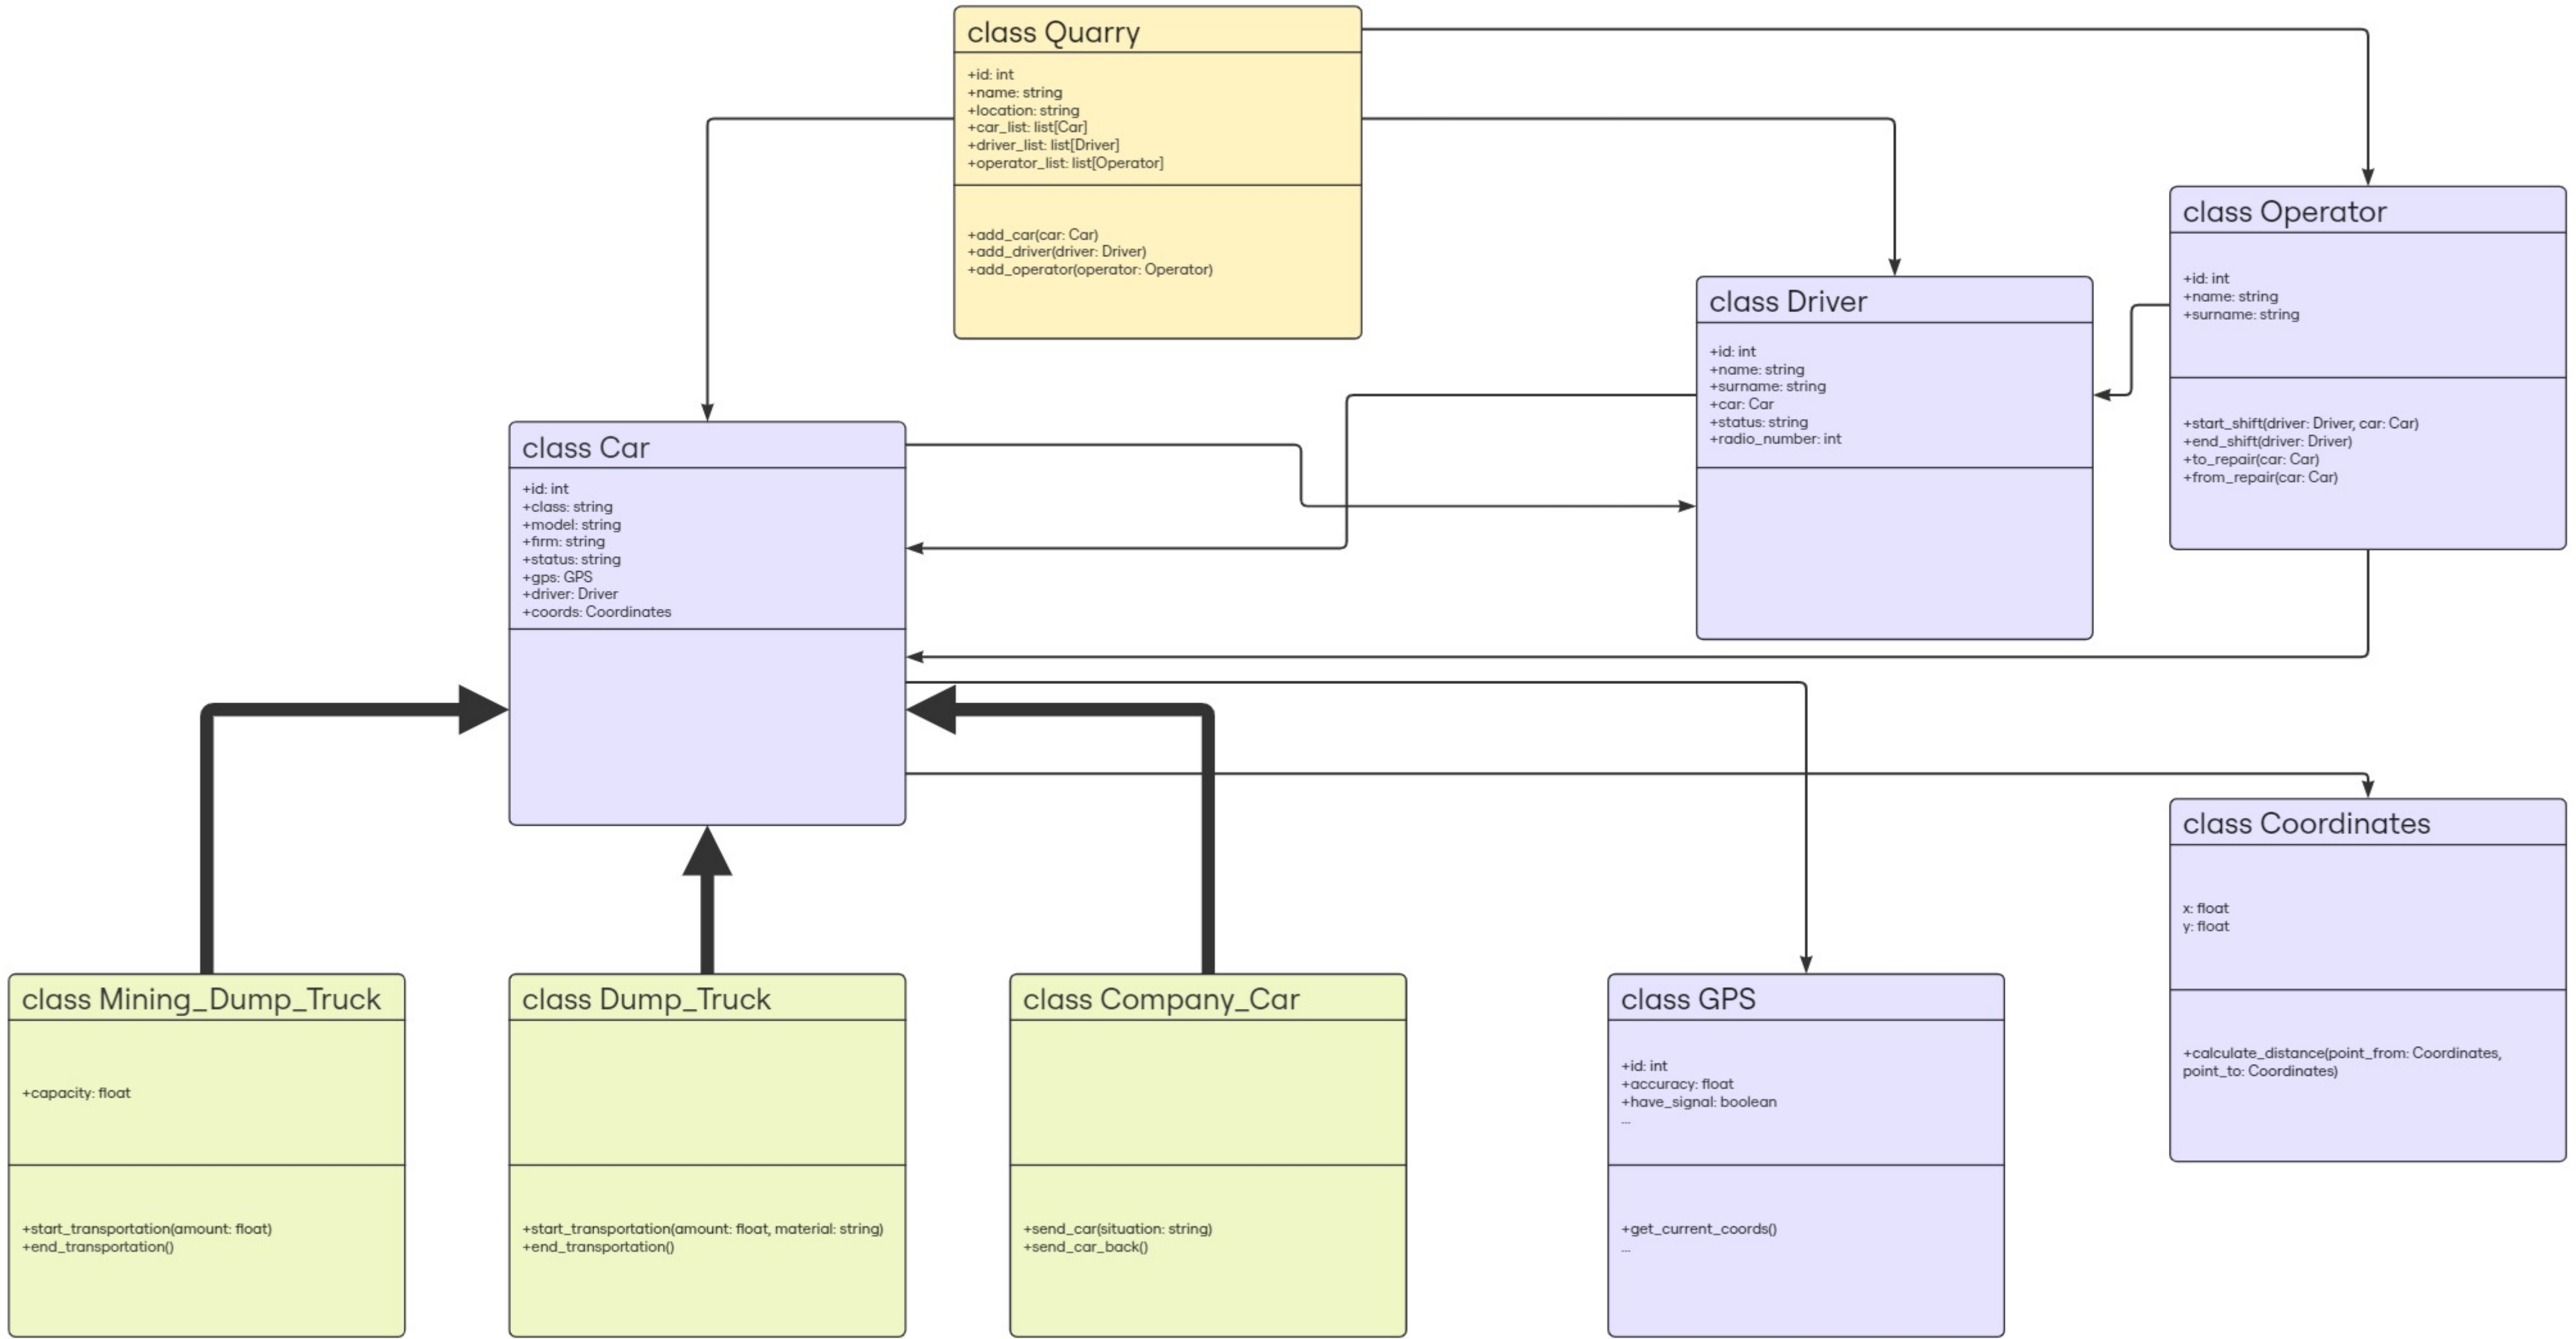 class Quarry
+id: int
+name: string
+location: string
+car_list: list[Car]
+driver_list: list[Driver]
+operator_list: list[Operator]
+add_car(car: Car)
+add_driver(driver: Driver)
+add_operator(operator: Operator)
class Operator
+id: int
+name: string
+surname: string
+start_shift(driver: Driver, car: Car)
+end_shift(driver: Driver)
+to_repair(car: Car)
+from_repair(car: Car)
class Driver
+id: int
+name: string
+surname: string
+car: Car
+status: string
+radio_number: int
class Car
+id: int
+class: string
+model: string
+firm: string
+status: string
+gps: GPS
+driver: Driver
+coords: Coordinates
class Coordinates
x: float
y: float
+calculate_distance(point_from: Coordinates,
point_to: Coordinates)
class Mining_Dump_Truck
+capacity: float
+start_transportation(amount: float)
+end_transportation()
class Dump_Truck
+start_transportation(amount: float, material: string)
+end_transportation()
class Company_Car
+send_car(situation: string)
+send_car_back()
class GPS
+id: int
+accuracy: float
+have_signal: boolean
...
+get_current_coords()
...